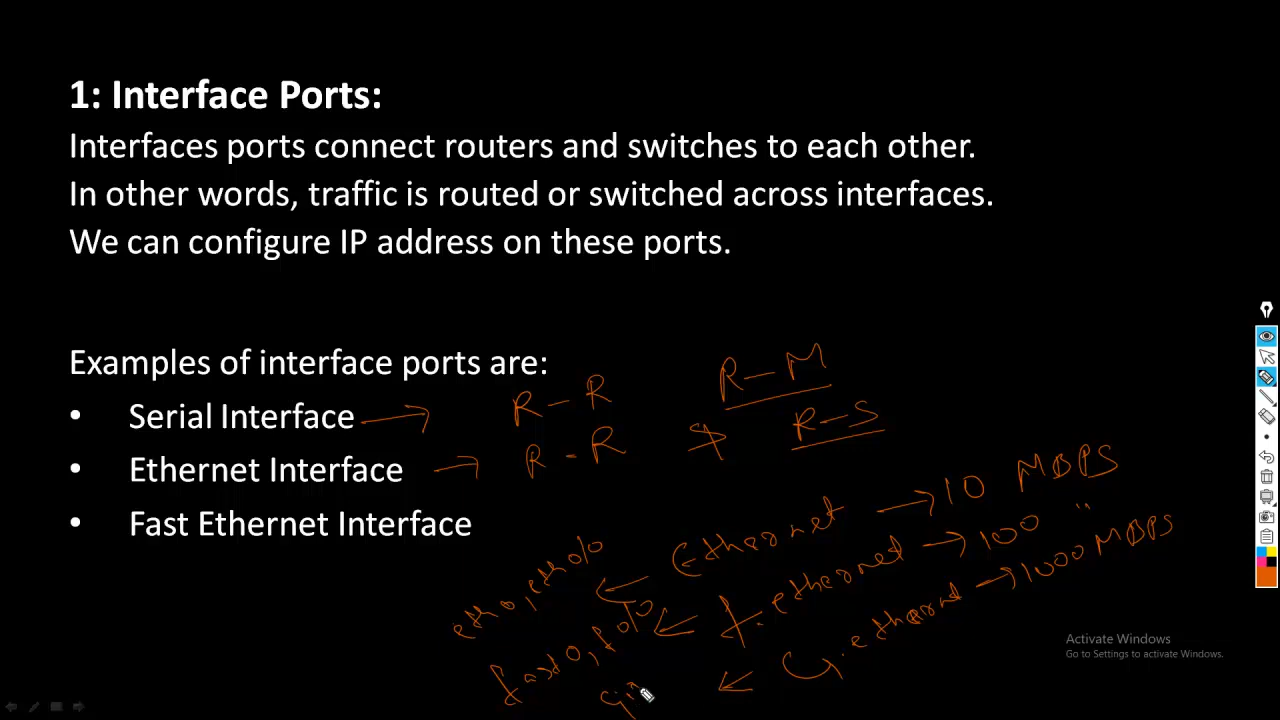 1: Interface Ports:
Interfaces ports connect routers and switches to each other.
In other words, traffic is routed or switched across interfaces.
We can configure IP address on these ports.
Examples of interface ports are:
• Serial Interface → R-R R-M
• Ethernet Interface → R-R → R-S
• Fast Ethernet Interface
eth0, eth0/0 ← Ethernet → 10 MBPS
fast0, f0/0 ← f.ethernet → 100 "
← G.ethernet → 1000 MBPS
Activate Windows
Go to Settings to activate Windows.